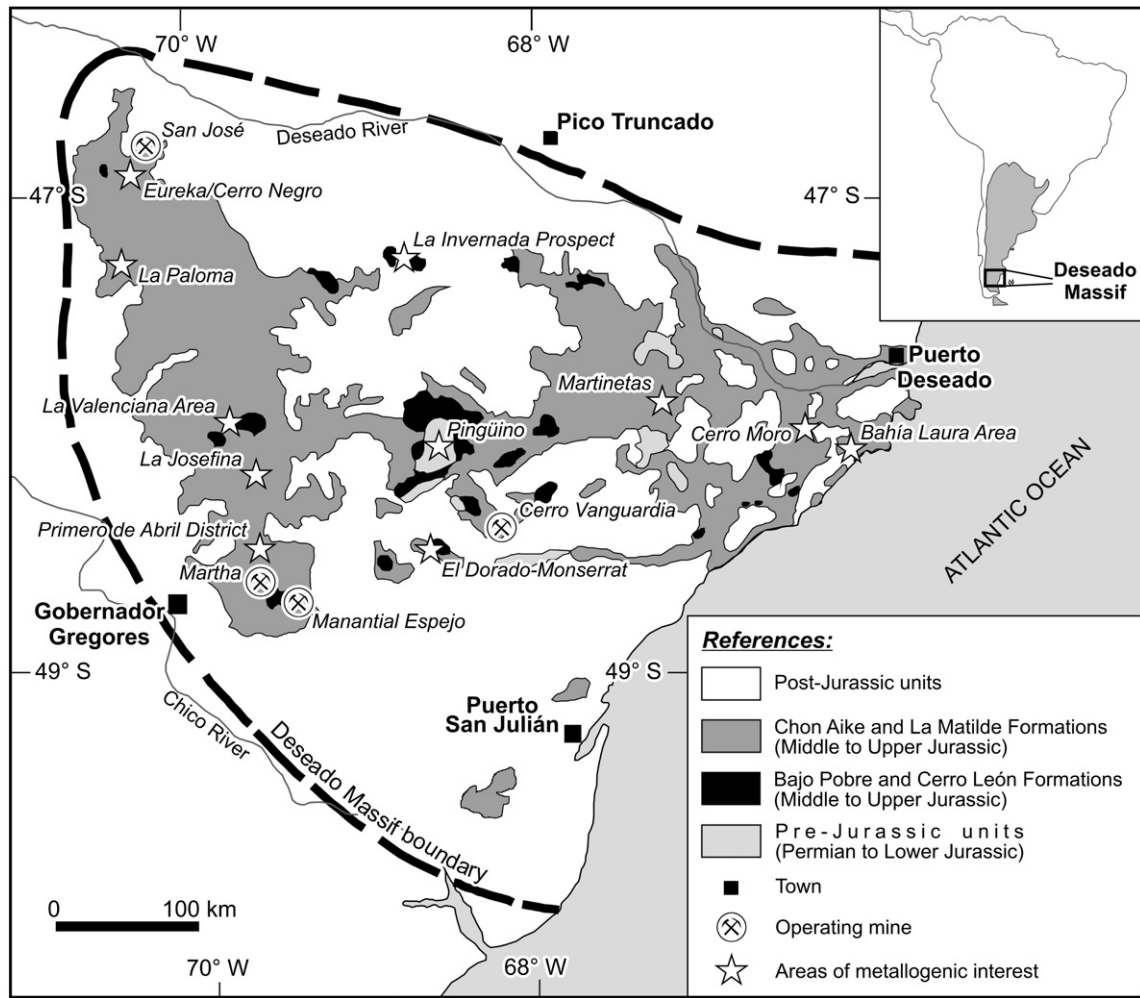 70° W
68° W
San José
Deseado River
Pico Truncado
47° S
Eureka/Cerro Negro
47° S
La Invernada Prospect
La Paloma
Deseado
Massif
Puerto
Deseado
Martinetas
La Valenciana Area
Pingüino
Cerro Moro
Bahía Laura Area
La Josefina
Cerro Vanguardia
ATLANTIC OCEAN
Primero de Abril District
El Dorado-Monserrat
Martha
Gobernador
Gregores
Manantial Espejo
49° S
49° S
Chico River
Puerto
San Julián
Deseado Massif boundary
0 100 km
70° W
68° W
References:
Post-Jurassic units
Chon Aike and La Matilde Formations
(Middle to Upper Jurassic)
Bajo Pobre and Cerro León Formations
(Middle to Upper Jurassic)
Pre-Jurassic units
(Permian to Lower Jurassic)
Town
Operating mine
Areas of metallogenic interest